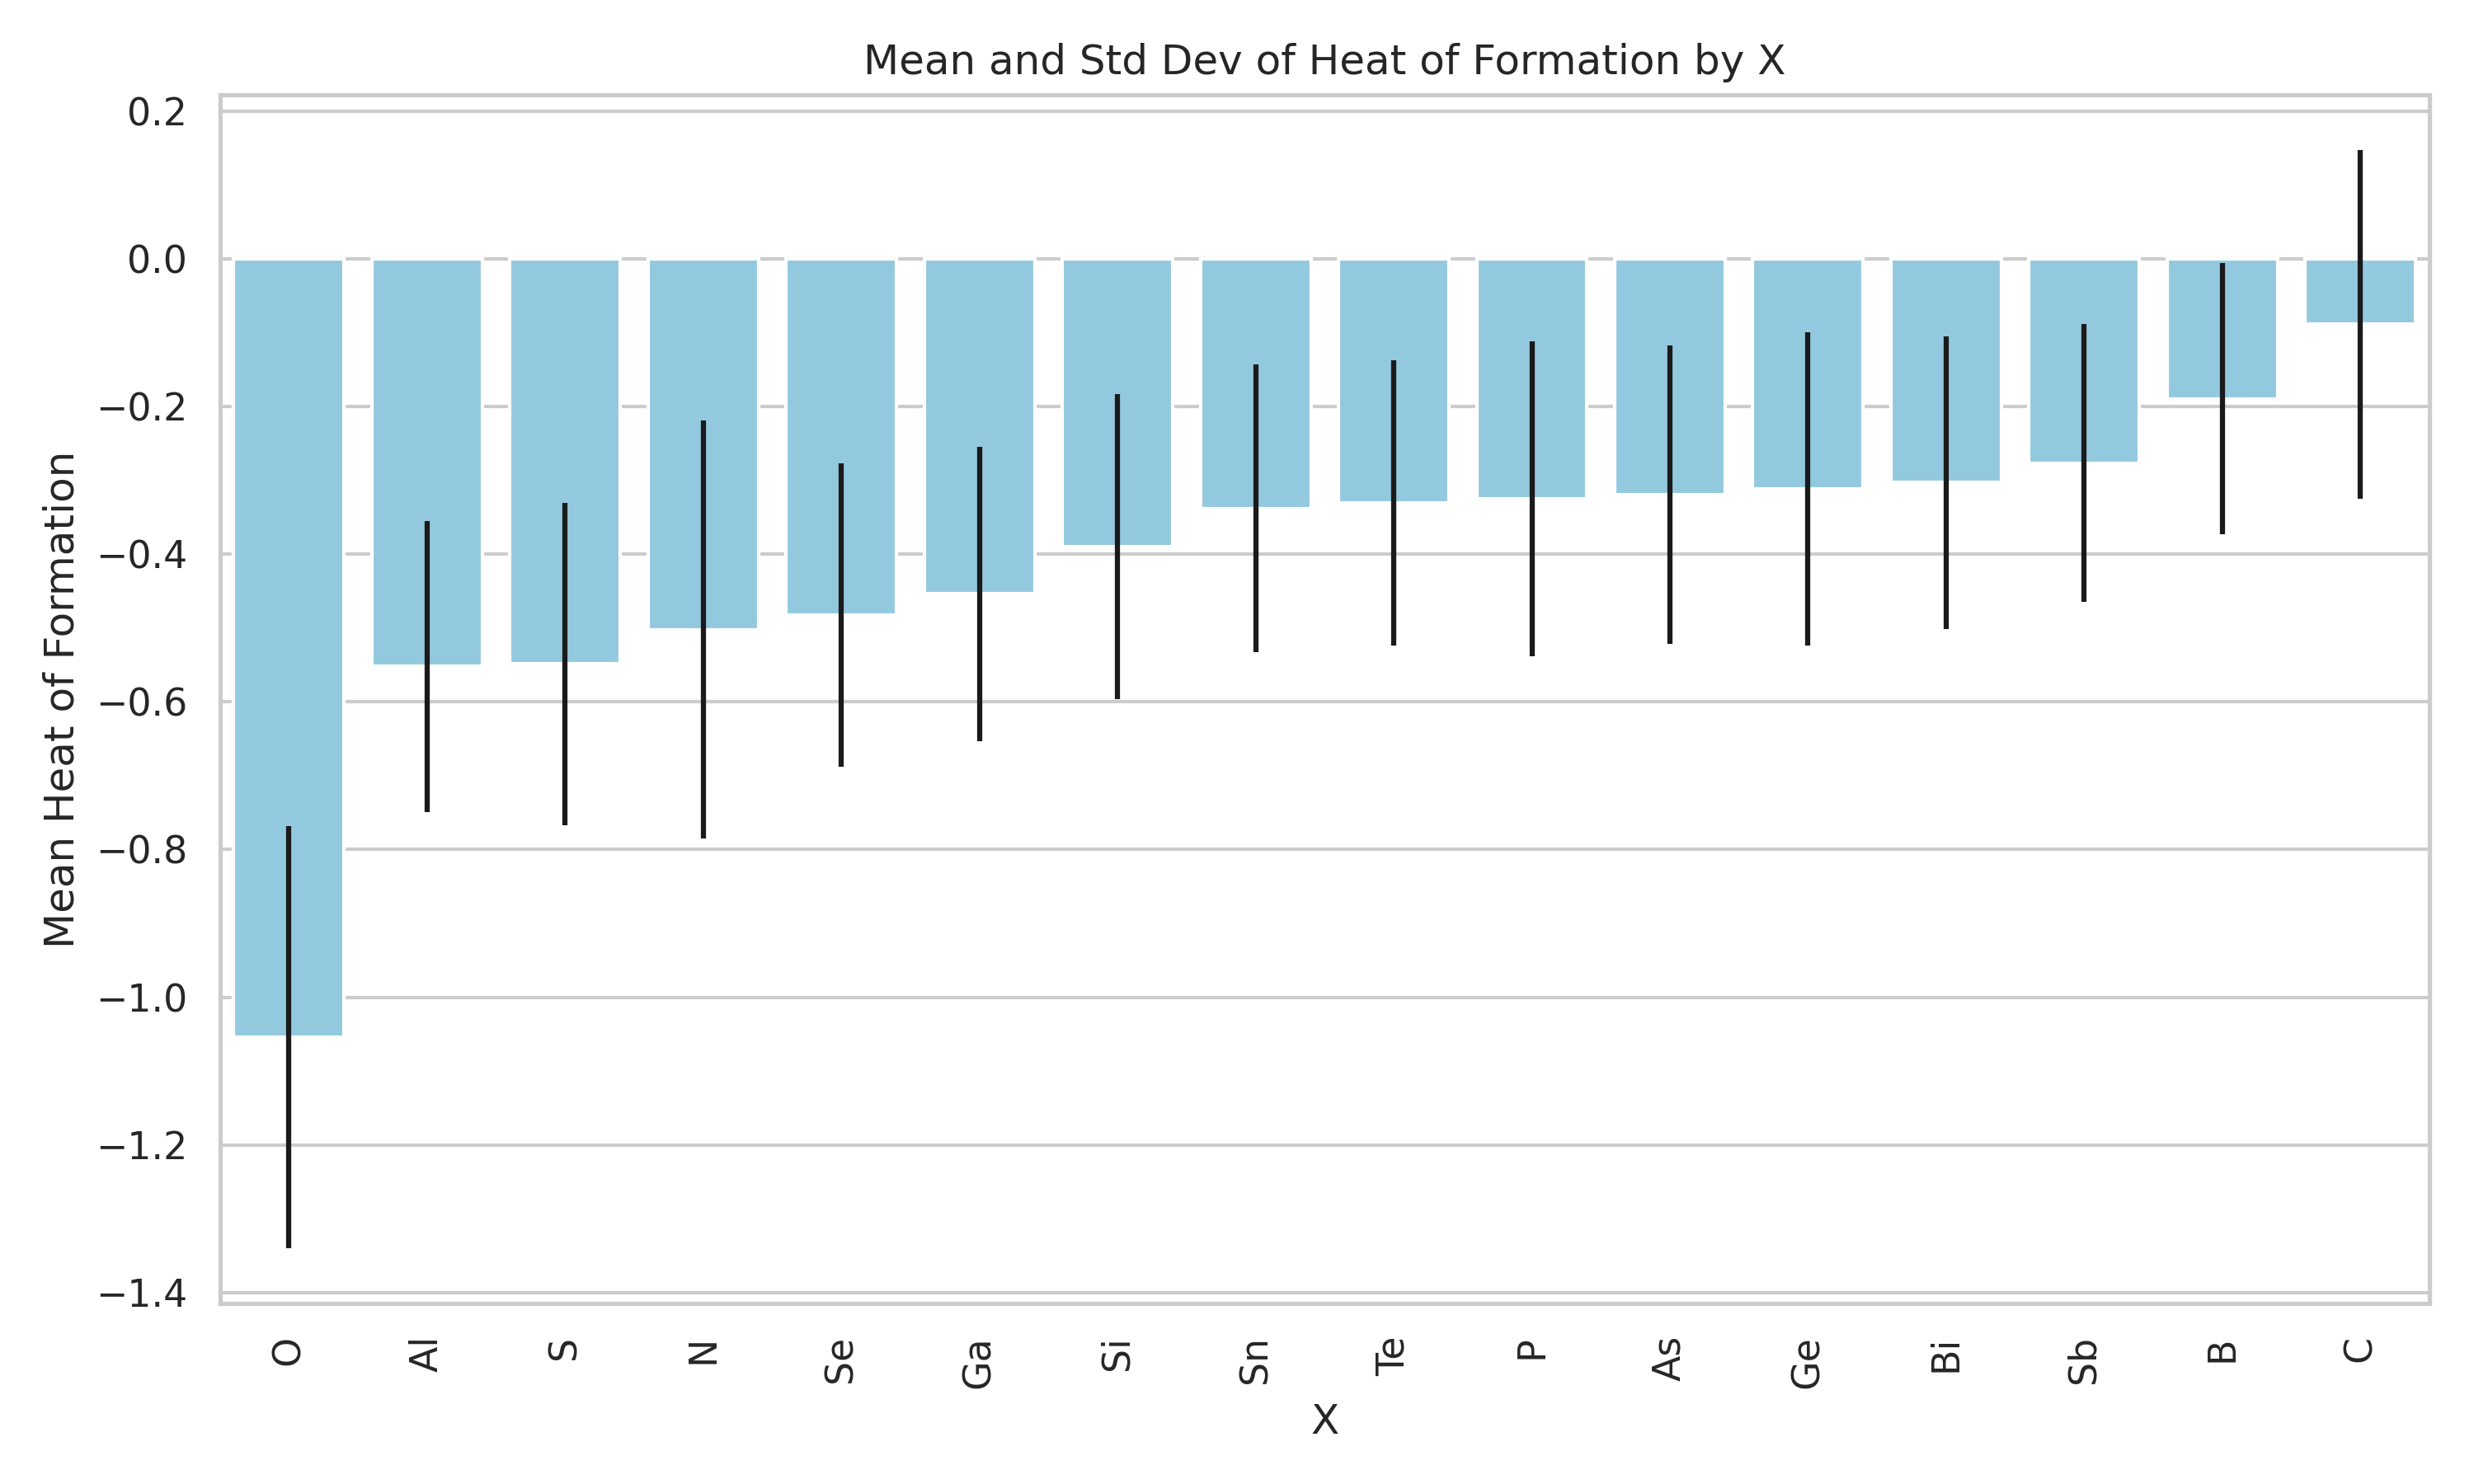 Mean and Std Dev of Heat of Formation by X
0.2
0.0
−0.2
−0.4
−0.6
−0.8
−1.0
−1.2
−1.4
Mean Heat of Formation
O
Al
S
N
Se
Ga
Si
Sn
Te
P
As
Ge
Bi
Sb
B
C
X